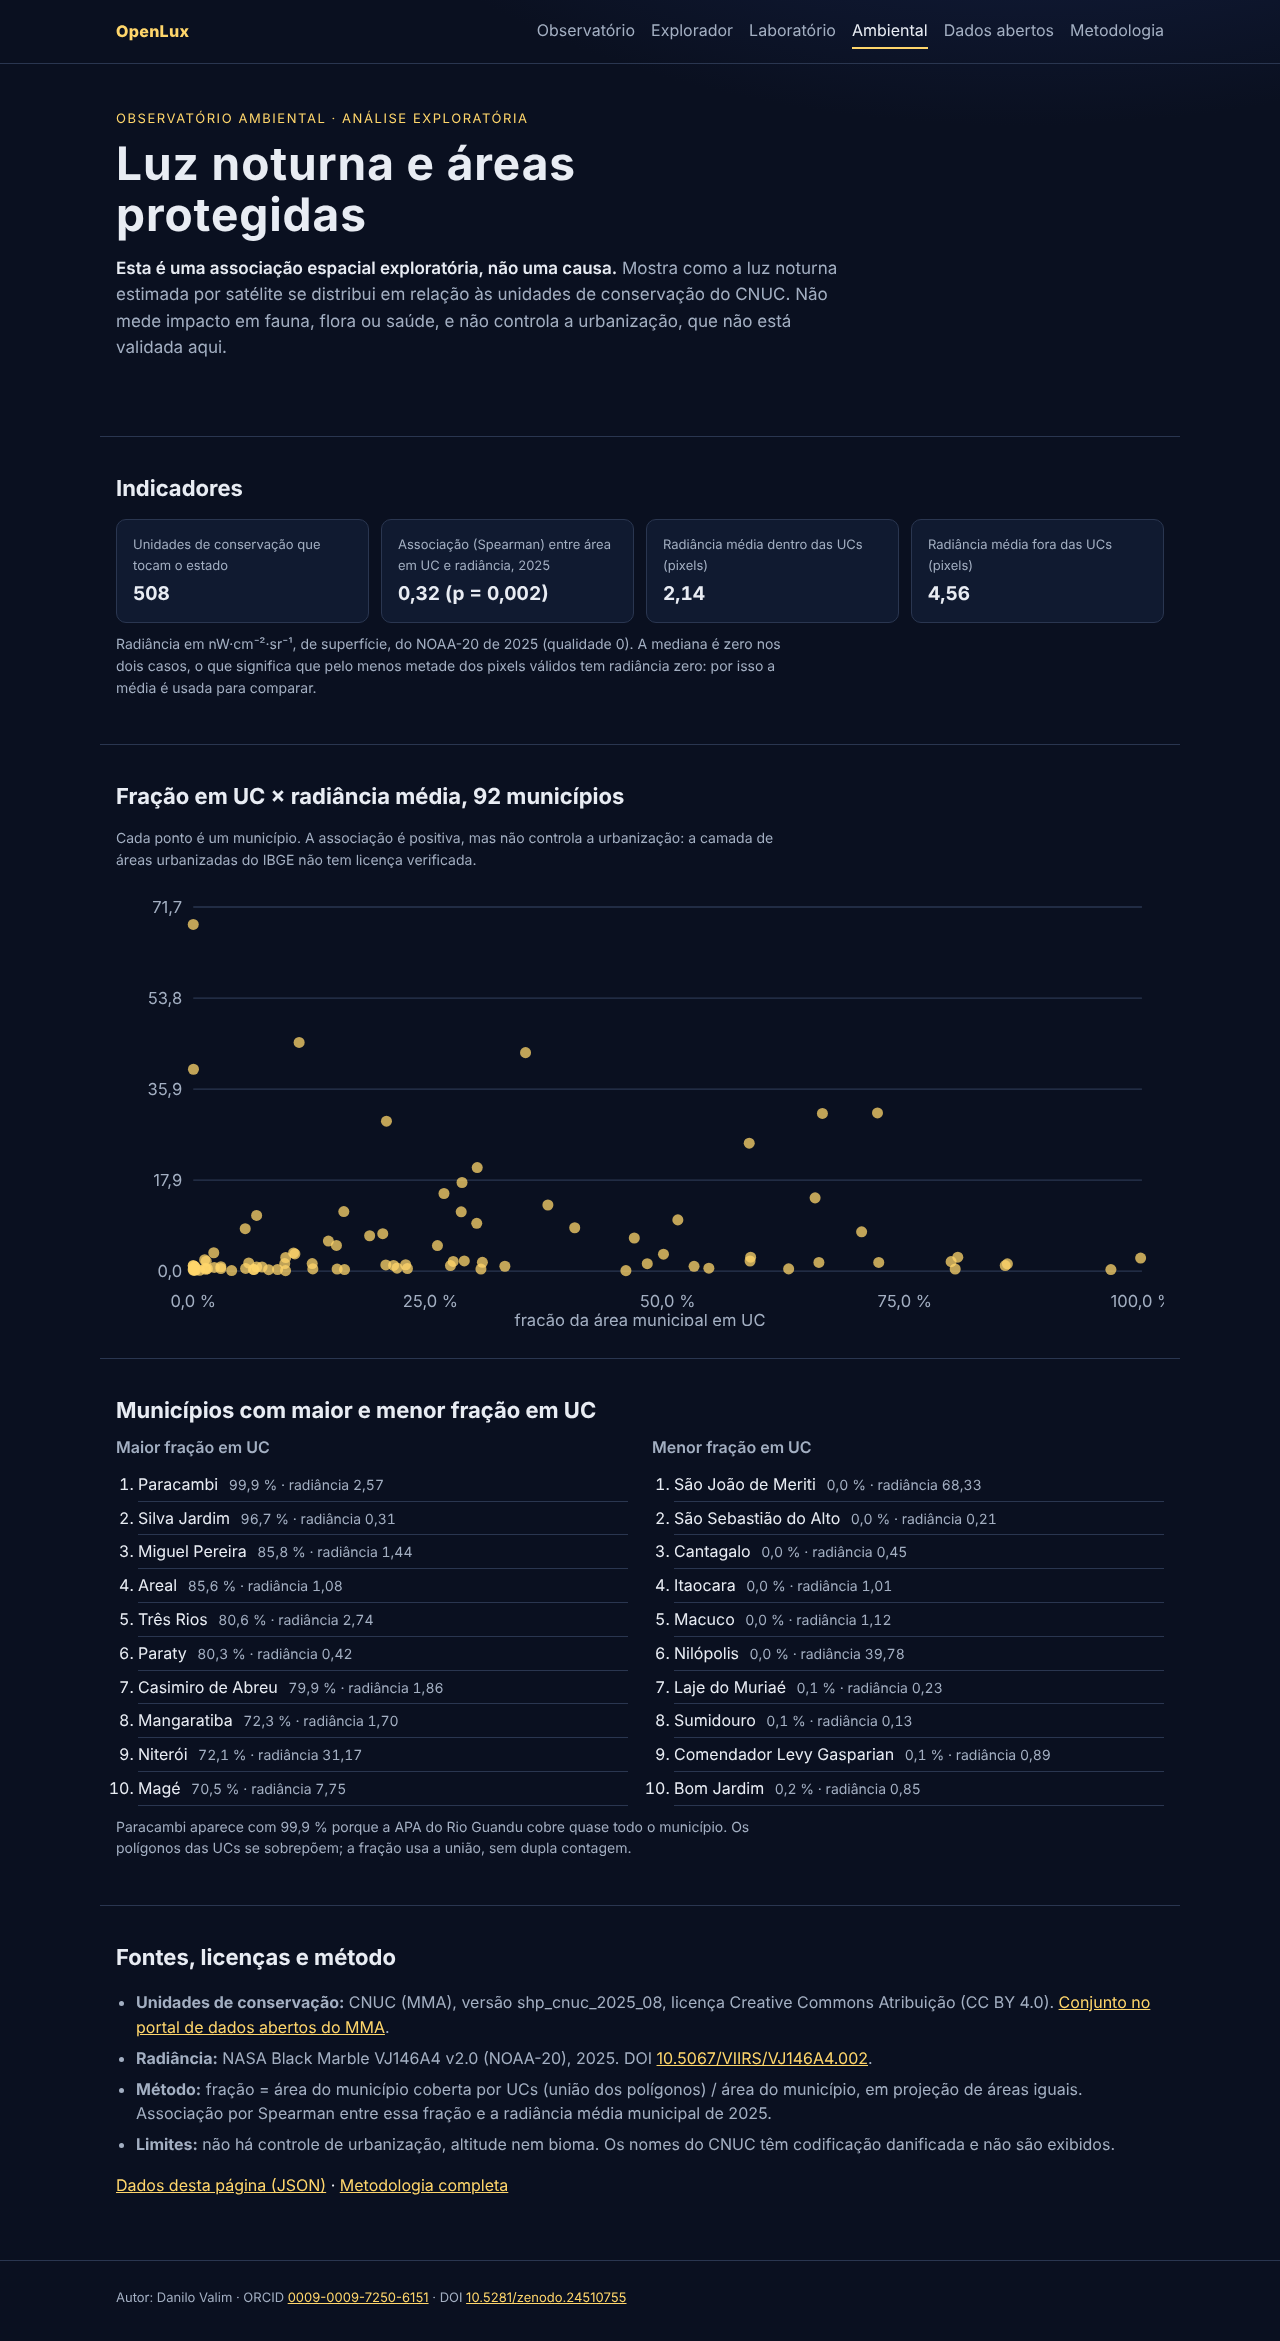 OpenLux
Observatório Explorador Laboratório Ambiental Dados abertos Metodologia
OBSERVATÓRIO AMBIENTAL · ANÁLISE EXPLORATÓRIA
Luz noturna e áreas
protegidas
Esta é uma associação espacial exploratória, não uma causa. Mostra como a luz noturna
estimada por satélite se distribui em relação às unidades de conservação do CNUC. Não
mede impacto em fauna, flora ou saúde, e não controla a urbanização, que não está
validada aqui.
Indicadores
Unidades de conservação que
tocam o estado
508
Associação (Spearman) entre área
em UC e radiância, 2025
0,32 (p = 0,002)
Radiância média dentro das UCs
(pixels)
2,14
Radiância média fora das UCs
(pixels)
4,56
Radiância em nW·cm⁻²·sr⁻¹, de superfície, do NOAA-20 de 2025 (qualidade 0). A mediana é zero nos
dois casos, o que significa que pelo menos metade dos pixels válidos tem radiância zero: por isso a
média é usada para comparar.
Fração em UC × radiância média, 92 municípios
Cada ponto é um município. A associação é positiva, mas não controla a urbanização: a camada de
áreas urbanizadas do IBGE não tem licença verificada.
71,7
53,8
35,9
17,9
0,0
0,0 % 25,0 % 50,0 % 75,0 % 100,0 %
fração da área municipal em UC
Municípios com maior e menor fração em UC
Maior fração em UC
1. Paracambi 99,9 % · radiância 2,57
2. Silva Jardim 96,7 % · radiância 0,31
3. Miguel Pereira 85,8 % · radiância 1,44
4. Areal 85,6 % · radiância 1,08
5. Três Rios 80,6 % · radiância 2,74
6. Paraty 80,3 % · radiância 0,42
7. Casimiro de Abreu 79,9 % · radiância 1,86
8. Mangaratiba 72,3 % · radiância 1,70
9. Niterói 72,1 % · radiância 31,17
10. Magé 70,5 % · radiância 7,75
Menor fração em UC
1. São João de Meriti 0,0 % · radiância 68,33
2. São Sebastião do Alto 0,0 % · radiância 0,21
3. Cantagalo 0,0 % · radiância 0,45
4. Itaocara 0,0 % · radiância 1,01
5. Macuco 0,0 % · radiância 1,12
6. Nilópolis 0,0 % · radiância 39,78
7. Laje do Muriaé 0,1 % · radiância 0,23
8. Sumidouro 0,1 % · radiância 0,13
9. Comendador Levy Gasparian 0,1 % · radiância 0,89
10. Bom Jardim 0,2 % · radiância 0,85
Paracambi aparece com 99,9 % porque a APA do Rio Guandu cobre quase todo o município. Os
polígonos das UCs se sobrepõem; a fração usa a união, sem dupla contagem.
Fontes, licenças e método
• Unidades de conservação: CNUC (MMA), versão shp_cnuc_2025_08, licença Creative Commons Atribuição (CC BY 4.0). Conjunto no
portal de dados abertos do MMA.
• Radiância: NASA Black Marble VJ146A4 v2.0 (NOAA-20), 2025. DOI 10.5067/VIIRS/VJ146A4.002.
• Método: fração = área do município coberta por UCs (união dos polígonos) / área do município, em projeção de áreas iguais.
Associação por Spearman entre essa fração e a radiância média municipal de 2025.
• Limites: não há controle de urbanização, altitude nem bioma. Os nomes do CNUC têm codificação danificada e não são exibidos.
Dados desta página (JSON) · Metodologia completa
Autor: Danilo Valim · ORCID 0009-0009-7250-6151 · DOI 10.5281/zenodo.24510755